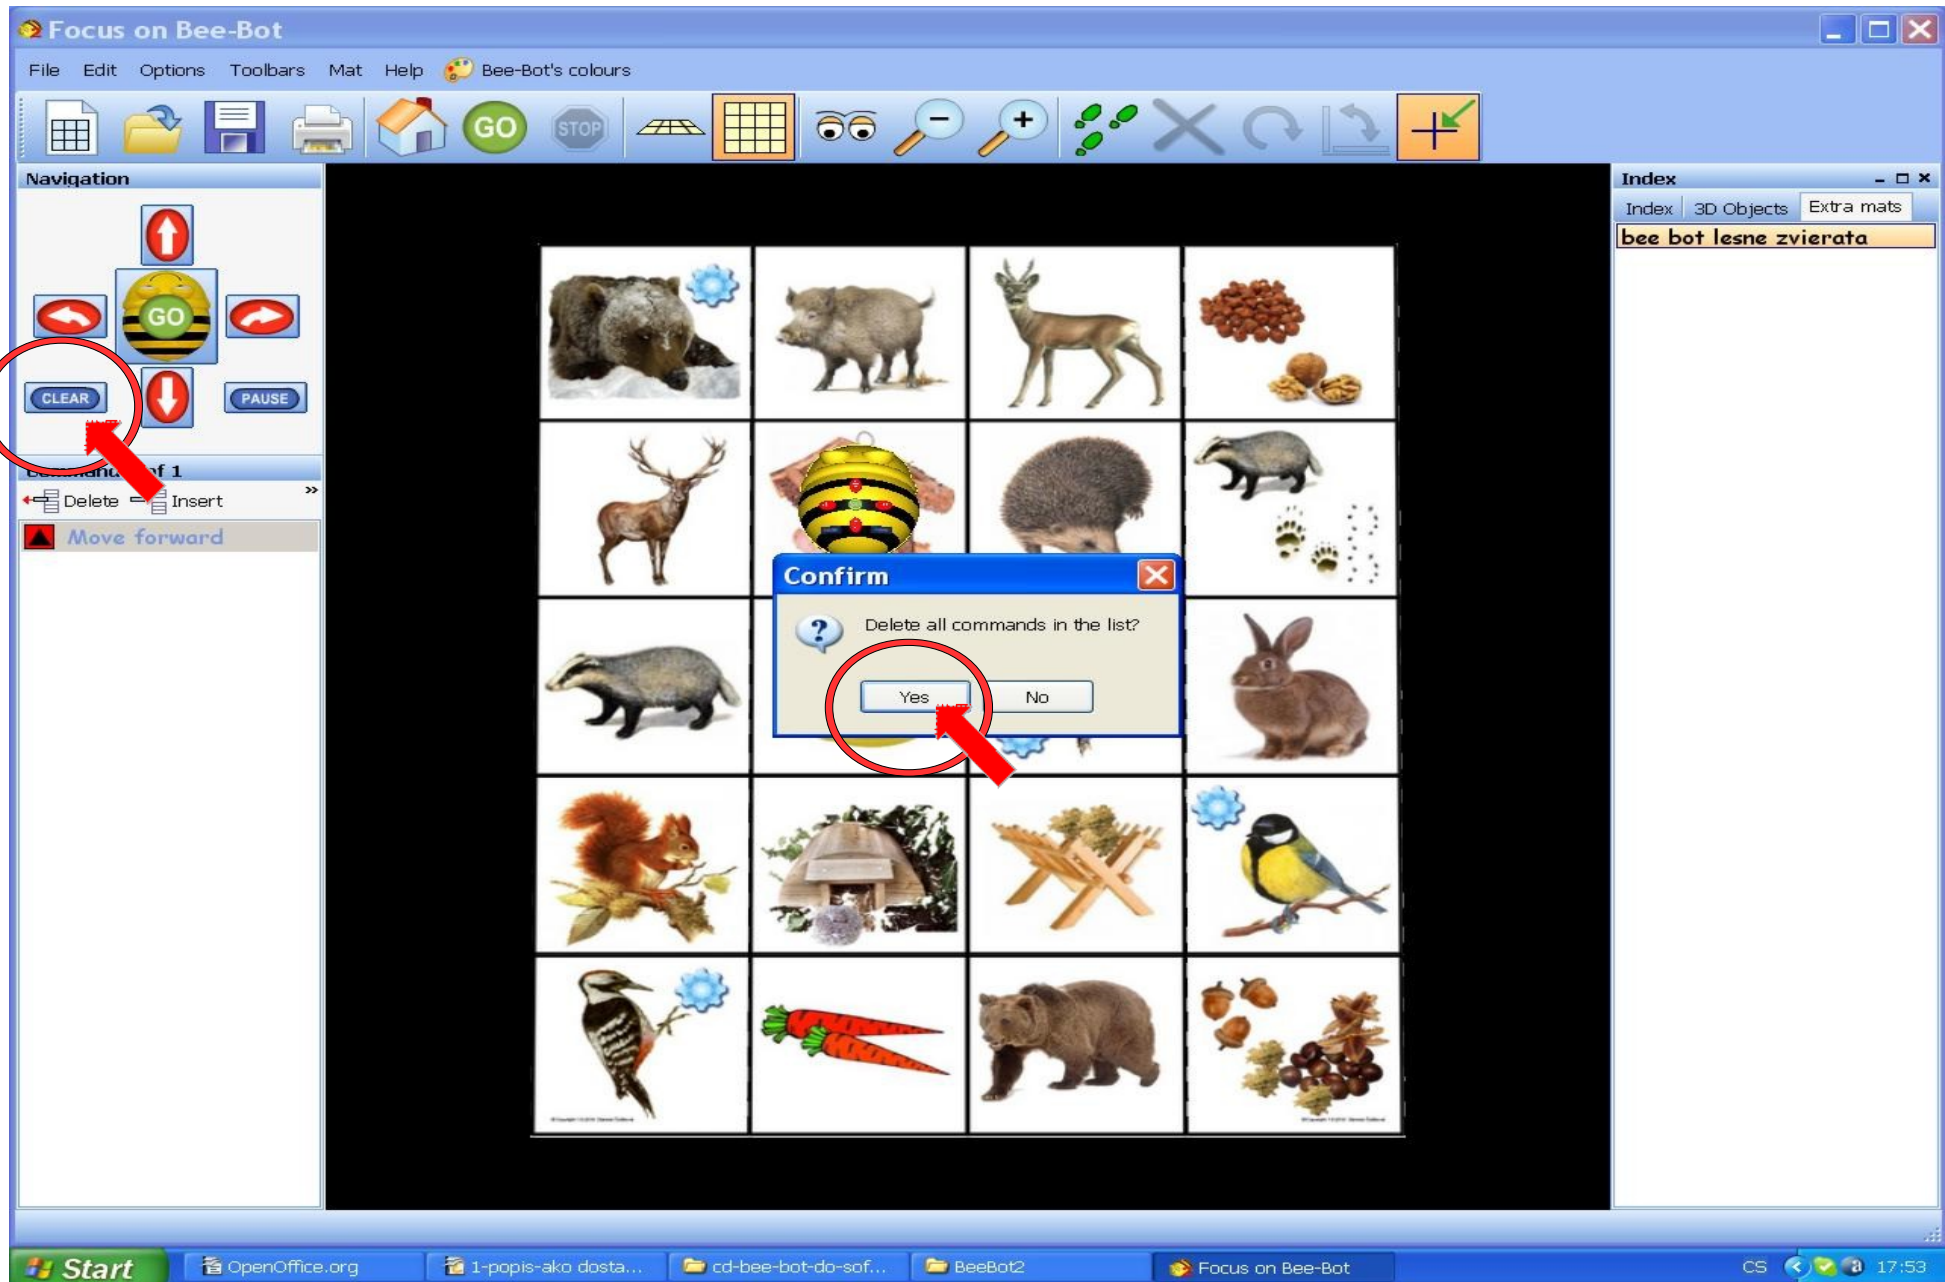 Focus on Bee-Bot
File Edit Options Toolbars Mat Help Bee-Bot's colours
GO STOP
Navigation
GO
CLEAR PAUSE
of 1
Delete Insert »
Move forward
Index
Index 3D Objects Extra mats
bee bot lesne zvierata
Confirm
Delete all commands in the list?
Yes No
Start OpenOffice.org 1-popis-ako dosta... cd-bee-bot-do-sof... BeeBot2 Focus on Bee-Bot CS 17:53